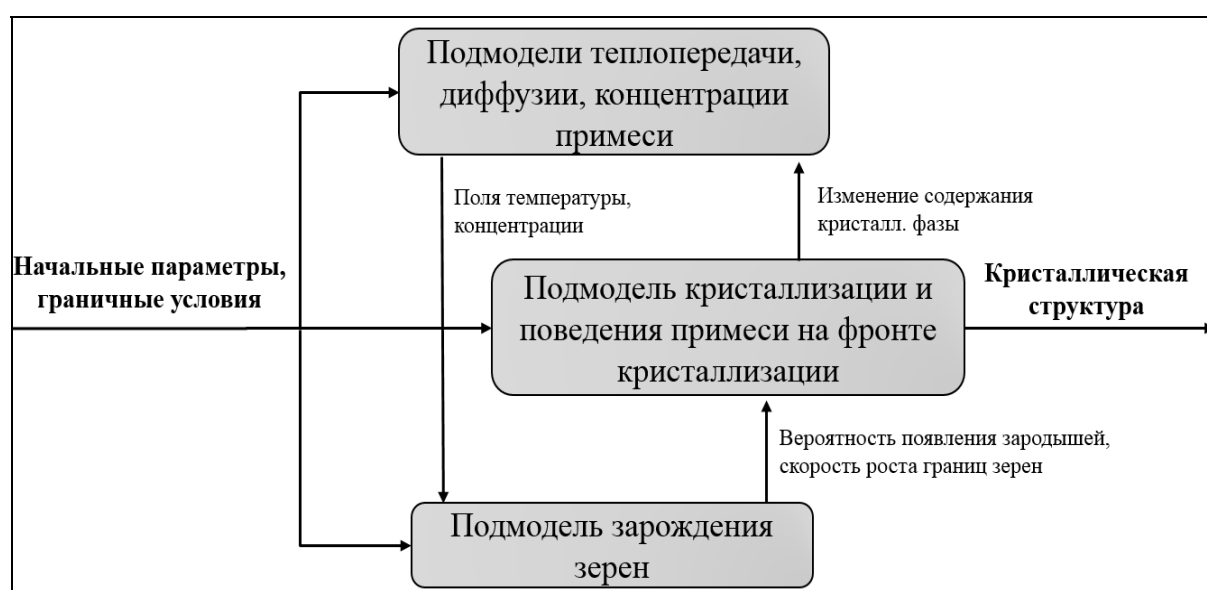 Подмодели теплопередачи,
диффузии, концентрации
примеси
Поля температуры,
концентрации
Изменение содержания
кристалл. фазы
Начальные параметры,
граничные условия
Подмодель кристаллизации и
поведения примеси на фронте
кристаллизации
Кристаллическая
структура
Вероятность появления зародышей,
скорость роста границ зерен
Подмодель зарождения
зерен